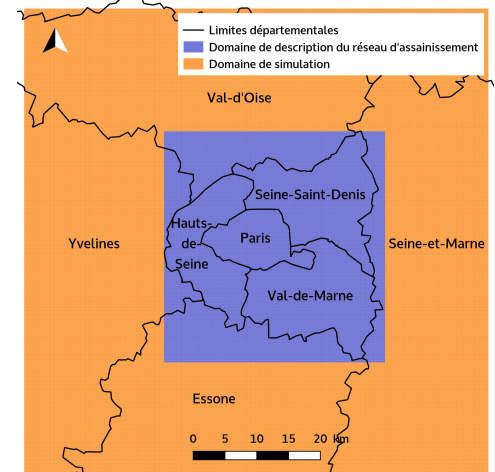 Limites départementales
Domaine de description du réseau d'assainissement
Domaine de simulation
Val-d'Oise
Seine-Saint-Denis
Hauts-
de-
Seine
Paris
Yvelines
Seine-et-Marne
Val-de-Marne
Essone
0 5 10 15 20 km